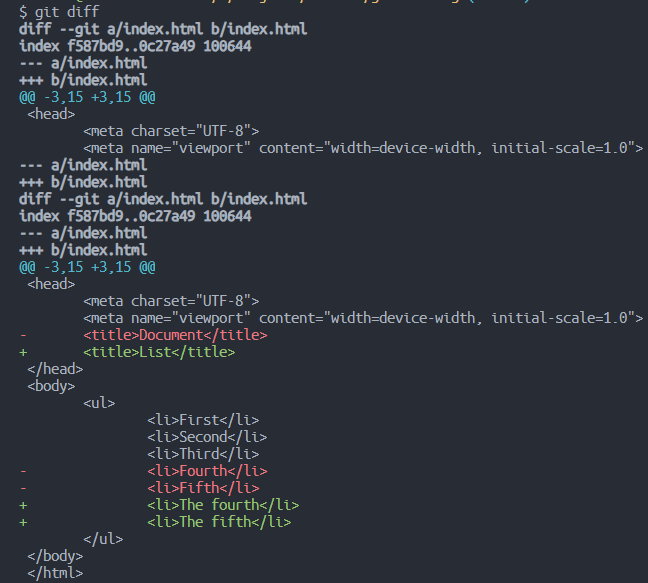 $ git diff
diff --git a/index.html b/index.html
index f587bd9..0c27a49 100644
--- a/index.html
+++ b/index.html
@@ -3,15 +3,15 @@
 <head>
        <meta charset="UTF-8">
        <meta name="viewport" content="width=device-width, initial-scale=1.0">
--- a/index.html
+++ b/index.html
diff --git a/index.html b/index.html
index f587bd9..0c27a49 100644
--- a/index.html
+++ b/index.html
@@ -3,15 +3,15 @@
 <head>
        <meta charset="UTF-8">
        <meta name="viewport" content="width=device-width, initial-scale=1.0">
-       <title>Document</title>
+       <title>List</title>
 </head>
 <body>
        <ul>
                <li>First</li>
                <li>Second</li>
                <li>Third</li>
-               <li>Fourth</li>
-               <li>Fifth</li>
+               <li>The fourth</li>
+               <li>The fifth</li>
        </ul>
 </body>
 </html>